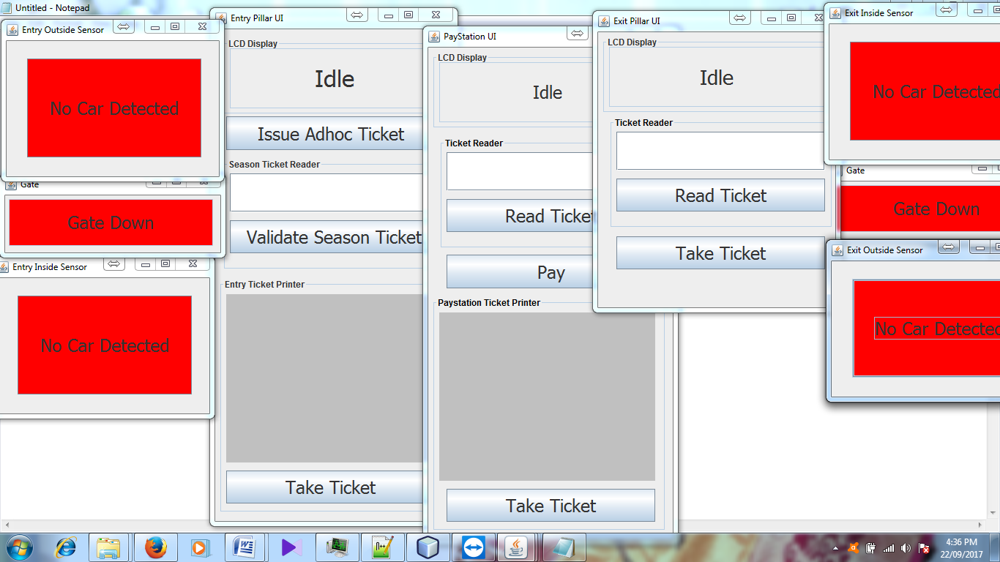 Untitled - Notepad
Entry Outside Sensor
No Car Detected
Gate
Gate Down
Entry Inside Sensor
No Car Detected
Entry Pillar UI
LCD Display
Idle
Issue Adhoc Ticket
Season Ticket Reader
Validate Season Ticket
Entry Ticket Printer
Take Ticket
PayStation UI
LCD Display
Idle
Ticket Reader
Read Ticket
Pay
Paystation Ticket Printer
Take Ticket
Exit Pillar UI
LCD Display
Idle
Ticket Reader
Read Ticket
Take Ticket
Exit Inside Sensor
No Car Detected
Gate
Gate Down
Exit Outside Sensor
No Car Detected
4:36 PM
22/09/2017